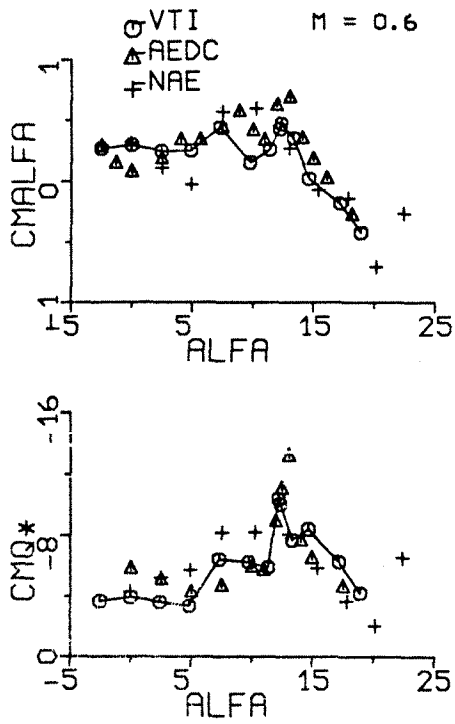 VTI
AEDC
NAE
M = 0.6
1
0
1
CMALFA
-5
5
15
25
ALFA
-16
-8
0
CMQ*
-5
5
15
25
ALFA